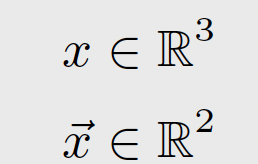 x ∈ ℝ³
x⃗ ∈ ℝ²